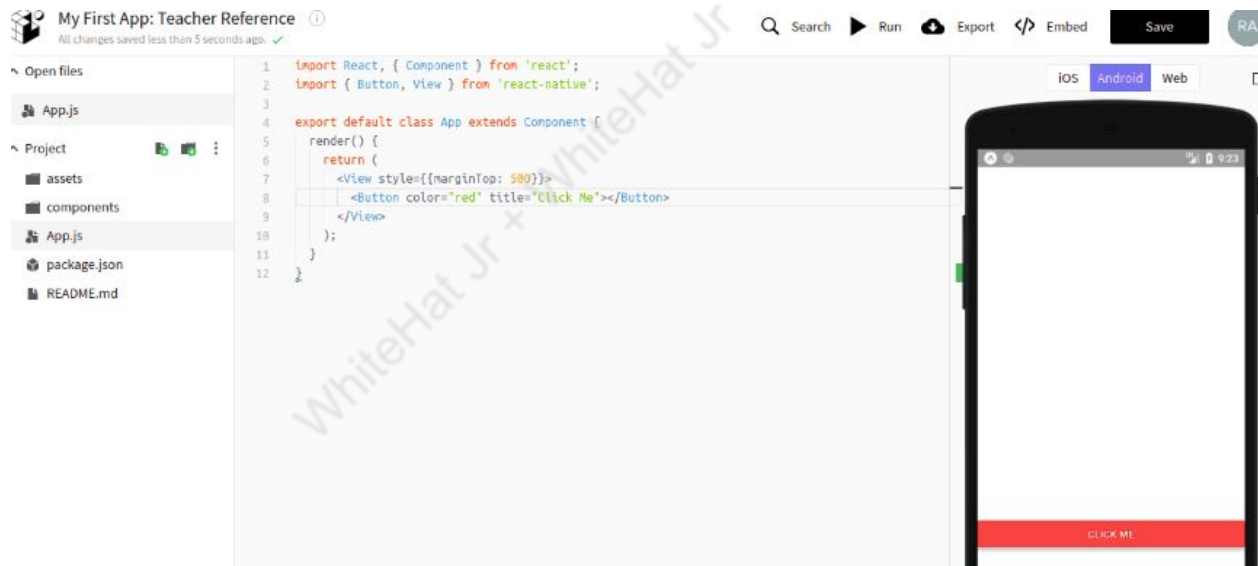 My First App: Teacher Reference
All changes saved less than 5 seconds ago.
Search
Run
Export
Embed
Save
RA
Open files
App.js
Project
assets
components
App.js
package.json
README.md
1 import React, { Component } from 'react';
2 import { Button, View } from 'react-native';
3
4 export default class App extends Component {
5 render() {
6 return (
7 <View style={{marginTop: 500}}>
8 <Button color="red" title="Click Me"></Button>
9 </View>
10 );
11 }
12 }
iOS Android Web
9:23
CLICK ME
WhiteHat Jr + WhiteHat Jr